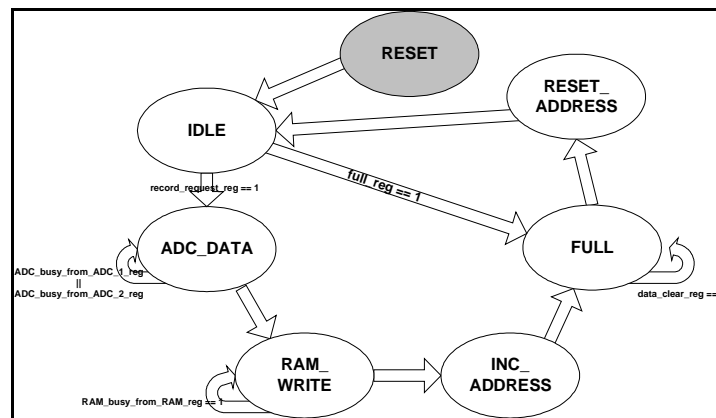 RESET
RESET_
ADDRESS
IDLE
full_reg == 1
record_request_reg == 1
ADC_DATA
FULL
ADC_busy_from_ADC_1_reg
||
ADC_busy_from_ADC_2_reg
data_clear_reg ==
RAM_
WRITE
INC_
ADDRESS
RAM_busy_from_RAM_reg == 1